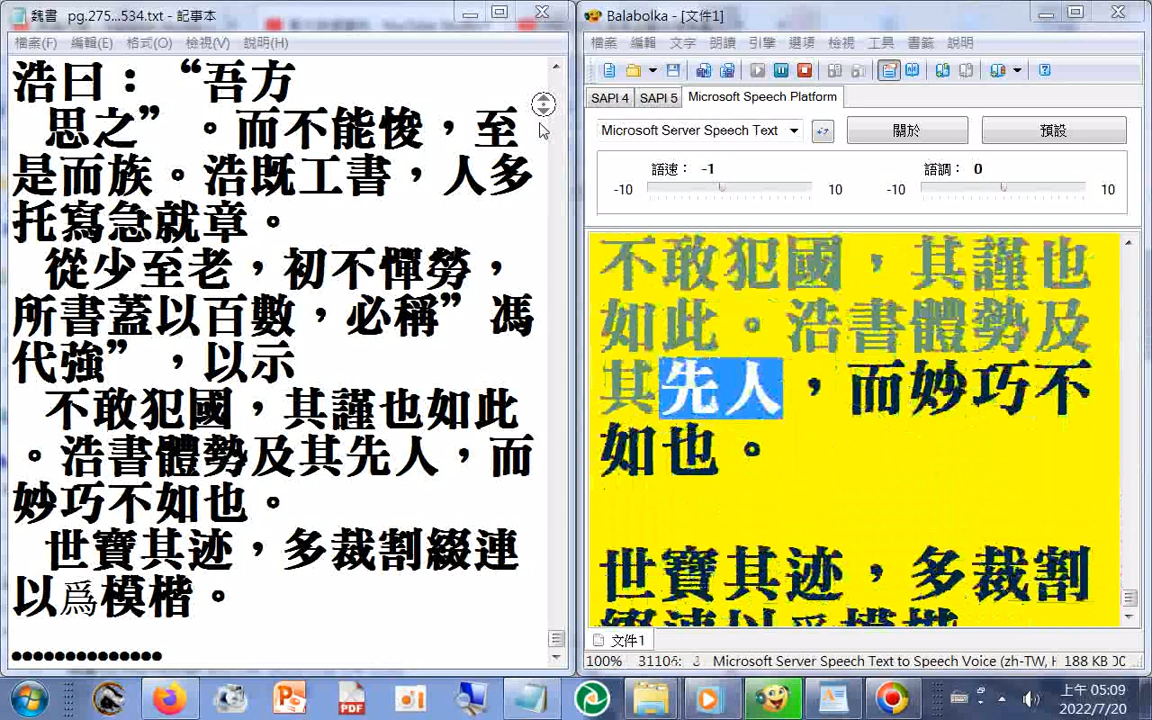 魏書 pg.275...534.txt - 記事本
檔案(F) 編輯(E) 格式(O) 檢視(V) 說明(H)
浩曰：“吾方
思之”。而不能悛，至
是而族。浩既工書，人多
托寫急就章。
從少至老，初不憚勞，
所書蓋以百數，必稱”馮
代強”，以示
不敢犯國，其謹也如此
。浩書體勢及其先人，而
妙巧不如也。
世寶其迹，多裁割綴連
以爲模楷。
●●●●●●●●●●●●●●
Balabolka - [文件1]
檔案 編輯 文字 朗讀 引擎 選項 檢視 工具 書籤 說明
SAPI 4 SAPI 5 Microsoft Speech Platform
Microsoft Server Speech Text 關於 預設
語速： -1 語調： 0
-10 10 -10 10
不敢犯國，其謹也
如此。浩書體勢及
其先人，而妙巧不
如也。
世寶其迹，多裁割
綴連以爲模楷
文件1
100% Microsoft Server Speech Text to Speech Voice (zh-TW, H 188 KB
PDF
上午 05:09
2022/7/20